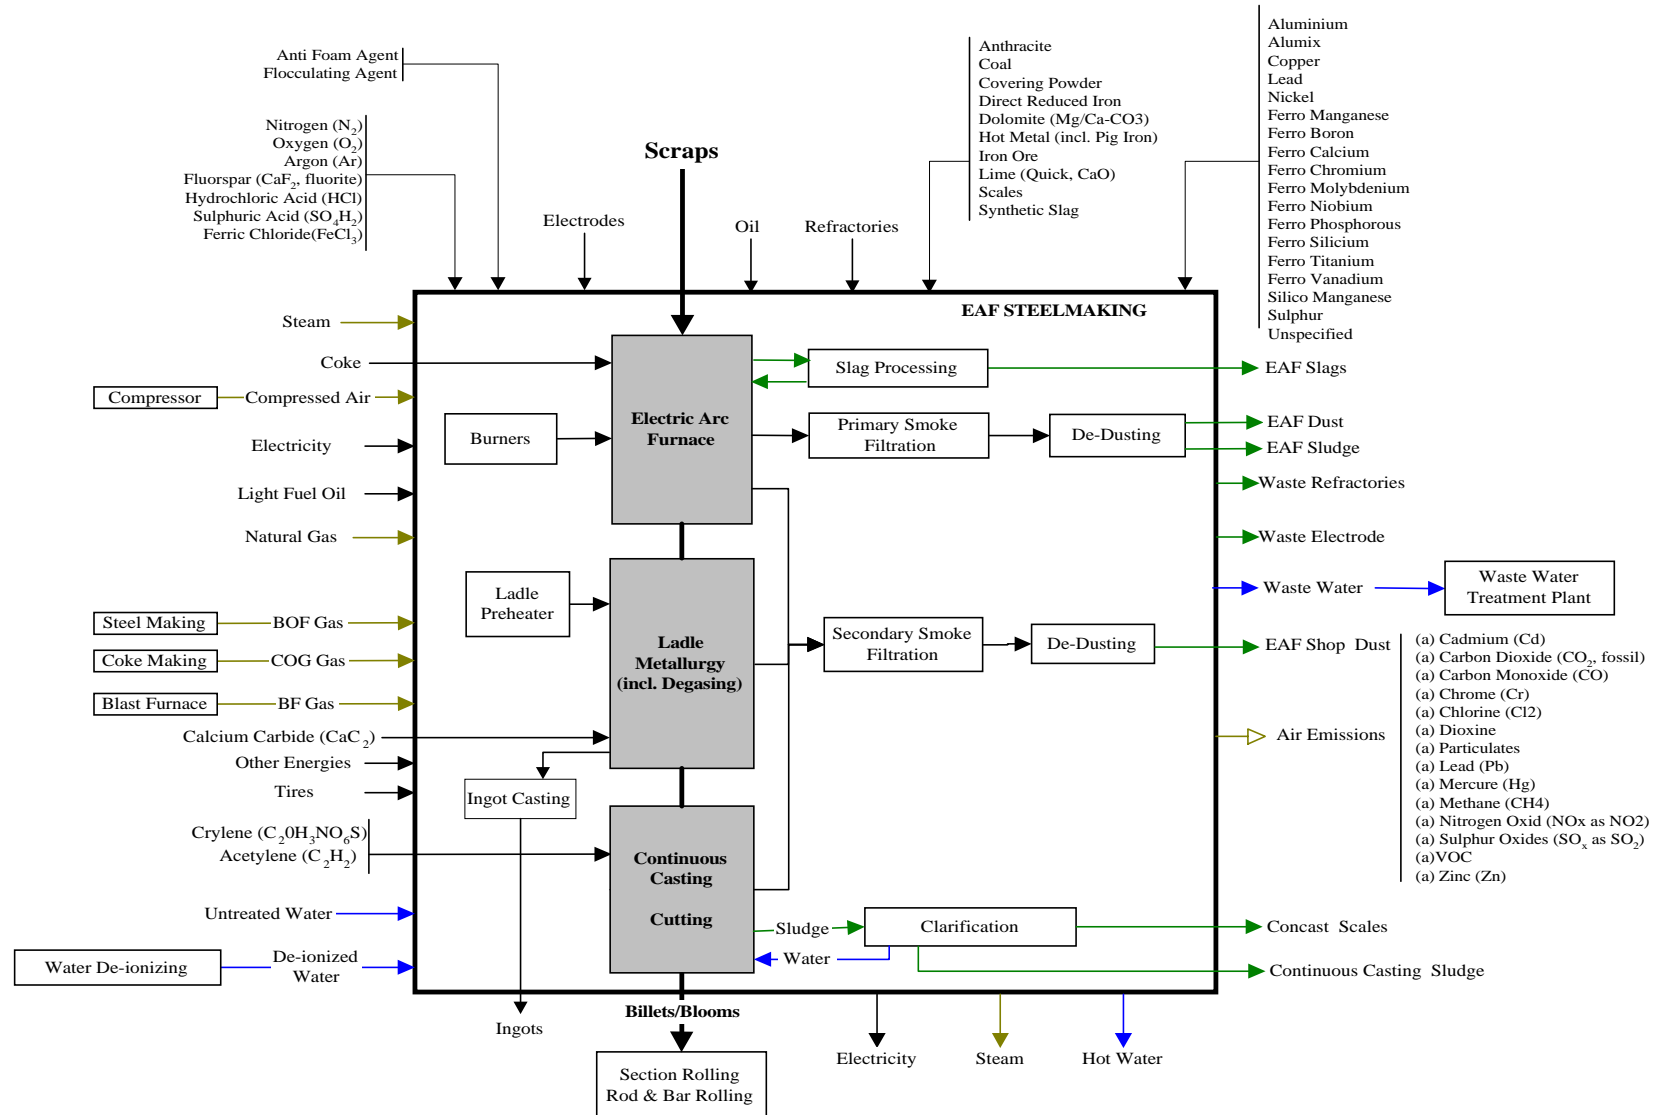 Anti Foam Agent
Flocculating Agent
Nitrogen (N2)
Oxygen (O2)
Argon (Ar)
Fluorspar (CaF2, fluorite)
Hydrochloric Acid (HCl)
Sulphuric Acid (SO4H2)
Ferric Chloride(FeCl3)
Electrodes
Scraps
Oil
Refractories
Anthracite
Coal
Covering Powder
Direct Reduced Iron
Dolomite (Mg/Ca-CO3)
Hot Metal (incl. Pig Iron)
Iron Ore
Lime (Quick, CaO)
Scales
Synthetic Slag
Aluminium
Alumix
Copper
Lead
Nickel
Ferro Manganese
Ferro Boron
Ferro Calcium
Ferro Chromium
Ferro Molybdenium
Ferro Niobium
Ferro Phosphorous
Ferro Silicium
Ferro Titanium
Ferro Vanadium
Silico Manganese
Sulphur
Unspecified
EAF STEELMAKING
Steam
Coke
Compressor
Compressed Air
Electricity
Light Fuel Oil
Natural Gas
Steel Making
BOF Gas
Coke Making
COG Gas
Blast Furnace
BF Gas
Calcium Carbide (CaC2)
Other Energies
Tires
Crylene (C20H3NO6S)
Acetylene (C2H2)
Untreated Water
Water De-ionizing
De-ionized
Water
Burners
Electric Arc
Furnace
Slag Processing
Primary Smoke
Filtration
De-Dusting
Ladle
Preheater
Ladle
Metallurgy
(incl. Degasing)
Secondary Smoke
Filtration
De-Dusting
Ingot Casting
Continuous
Casting
Cutting
Sludge
Water
Clarification
EAF Slags
EAF Dust
EAF Sludge
Waste Refractories
Waste Electrode
Waste Water
Waste Water
Treatment Plant
EAF Shop Dust
Air Emissions
(a) Cadmium (Cd)
(a) Carbon Dioxide (CO2, fossil)
(a) Carbon Monoxide (CO)
(a) Chrome (Cr)
(a) Chlorine (Cl2)
(a) Dioxine
(a) Particulates
(a) Lead (Pb)
(a) Mercure (Hg)
(a) Methane (CH4)
(a) Nitrogen Oxid (NOx as NO2)
(a) Sulphur Oxides (SOx as SO2)
(a)VOC
(a) Zinc (Zn)
Concast Scales
Continuous Casting Sludge
Ingots
Billets/Blooms
Section Rolling
Rod & Bar Rolling
Electricity
Steam
Hot Water